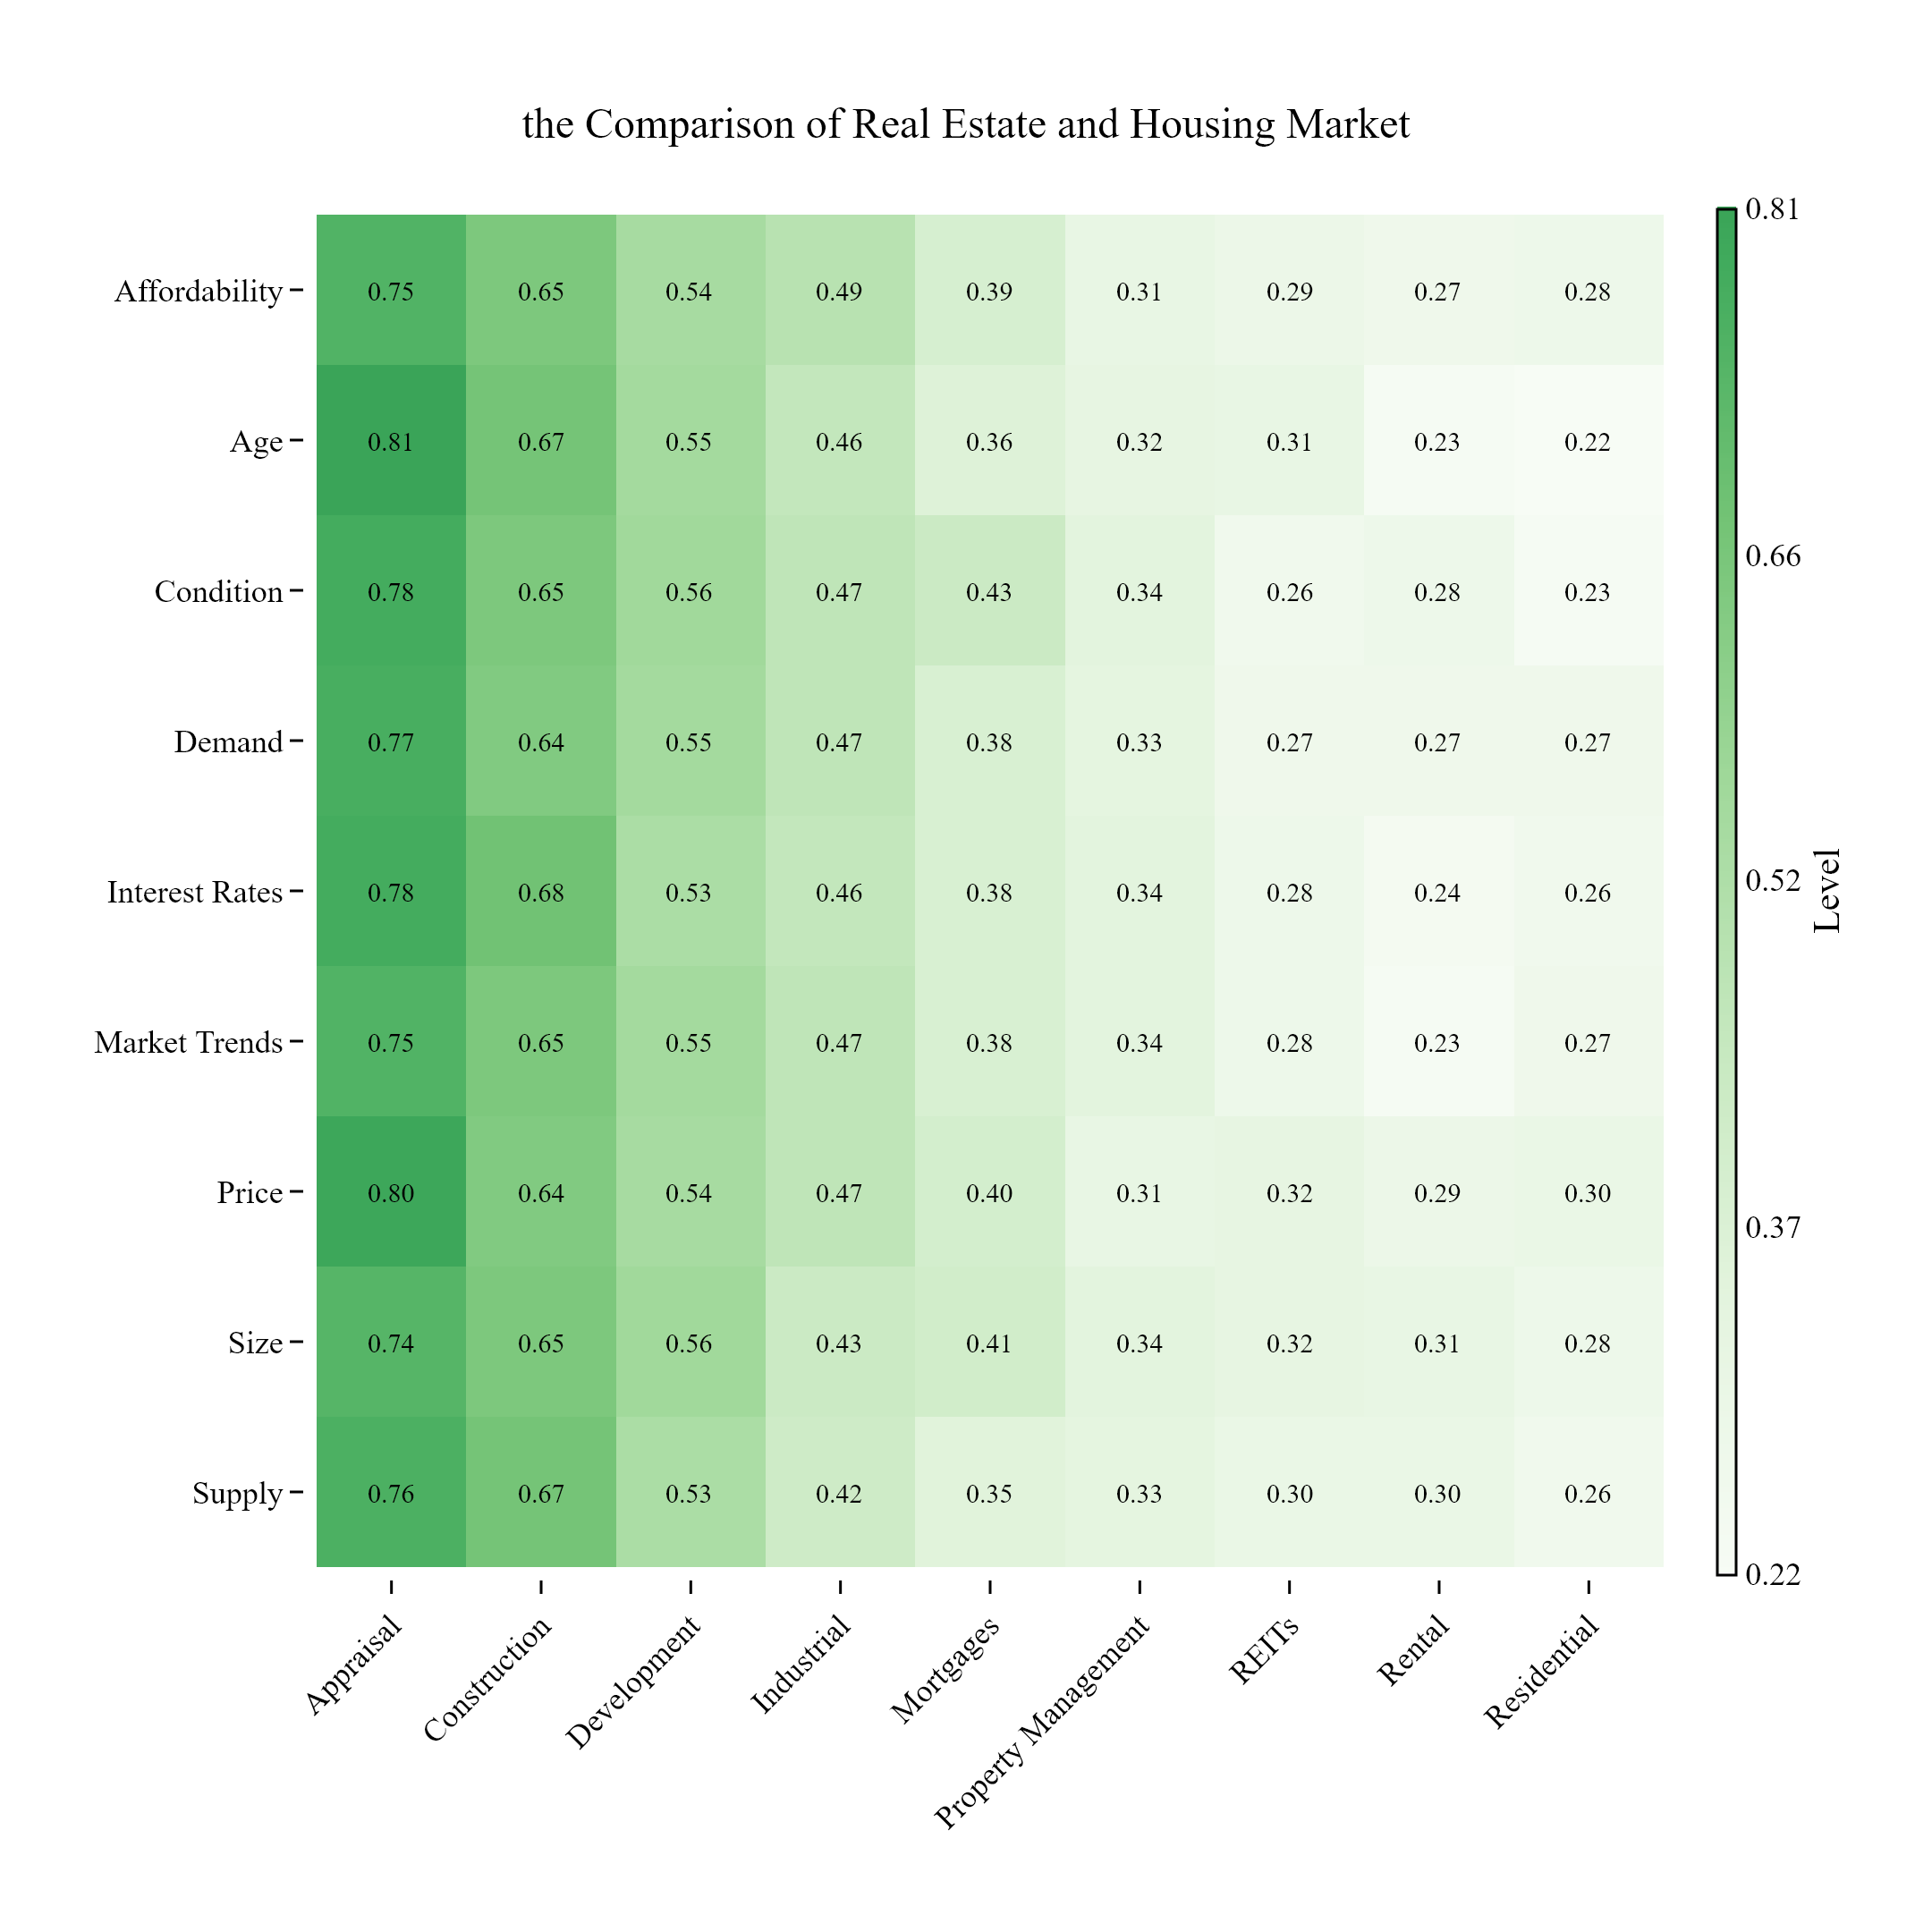 the Comparison of Real Estate and Housing Market
Affordability 0.75 0.65 0.54 0.49 0.39 0.31 0.29 0.27 0.28
Age 0.81 0.67 0.55 0.46 0.36 0.32 0.31 0.23 0.22
Condition 0.78 0.65 0.56 0.47 0.43 0.34 0.26 0.28 0.23
Demand 0.77 0.64 0.55 0.47 0.38 0.33 0.27 0.27 0.27
Interest Rates 0.78 0.68 0.53 0.46 0.38 0.34 0.28 0.24 0.26
Market Trends 0.75 0.65 0.55 0.47 0.38 0.34 0.28 0.23 0.27
Price 0.80 0.64 0.54 0.47 0.40 0.31 0.32 0.29 0.30
Size 0.74 0.65 0.56 0.43 0.41 0.34 0.32 0.31 0.28
Supply 0.76 0.67 0.53 0.42 0.35 0.33 0.30 0.30 0.26
Appraisal
Construction
Development
Industrial
Mortgages
Property Management
REITs
Rental
Residential
0.81
0.66
0.52
0.37
0.22
Level